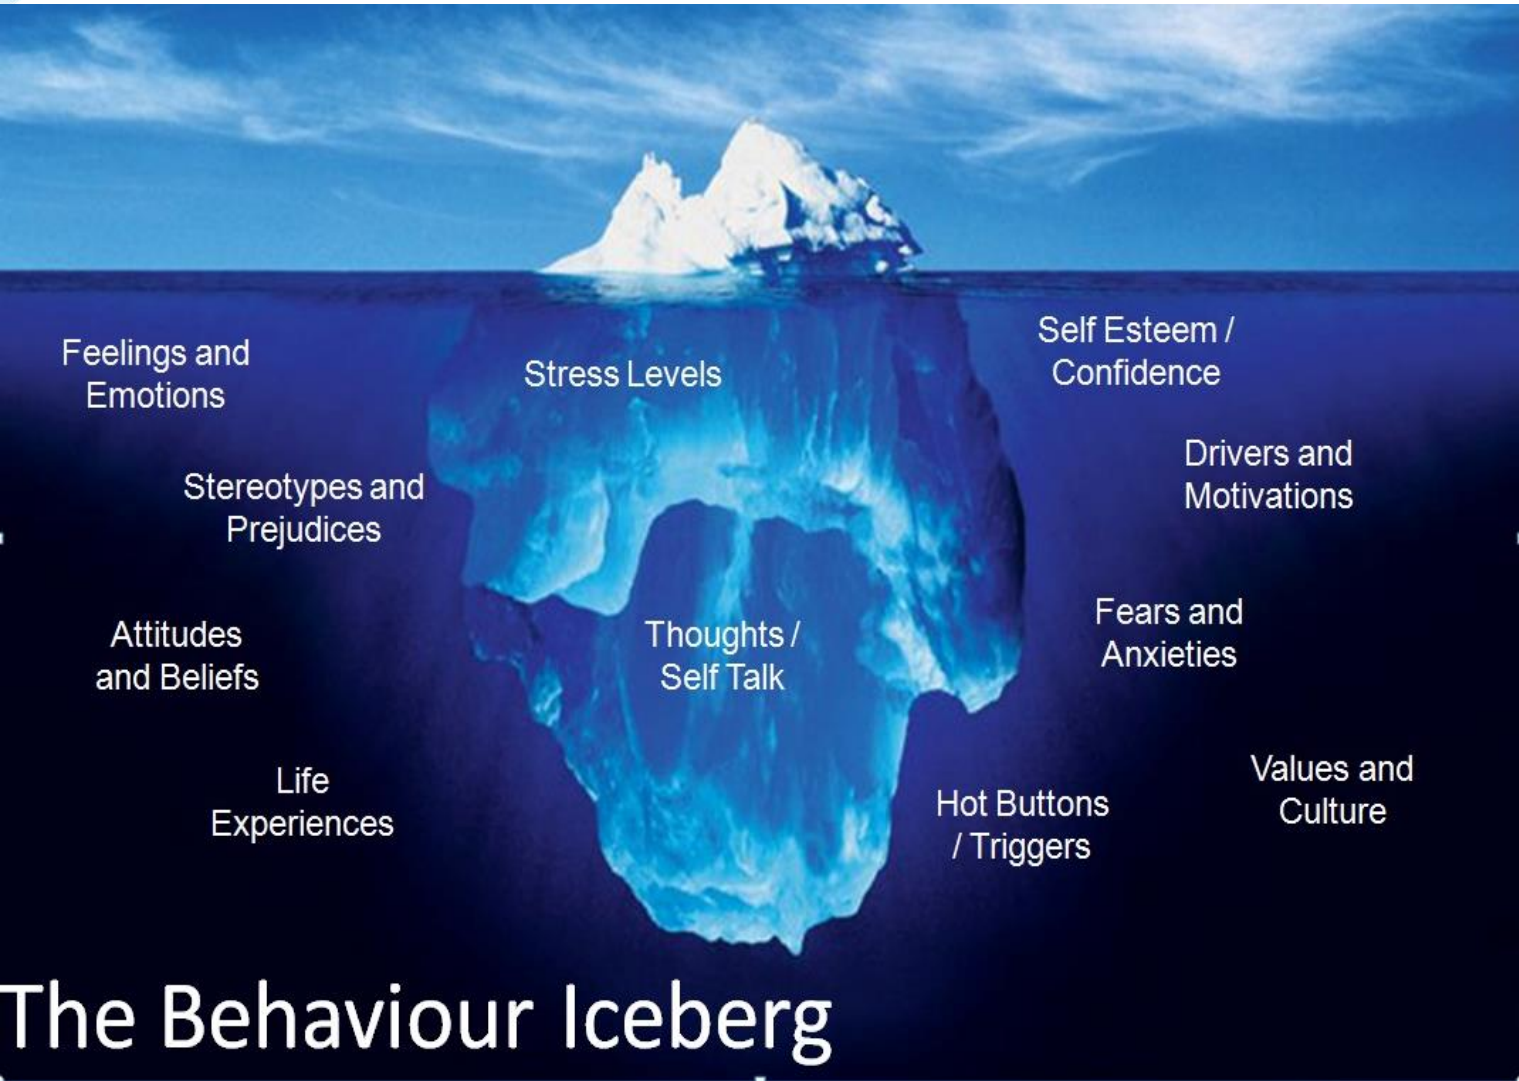 Feelings and
Emotions
Stress Levels
Self Esteem /
Confidence
Stereotypes and
Prejudices
Drivers and
Motivations
Attitudes
and Beliefs
Thoughts /
Self Talk
Fears and
Anxieties
Life
Experiences
Hot Buttons
/ Triggers
Values and
Culture
The Behaviour Iceberg